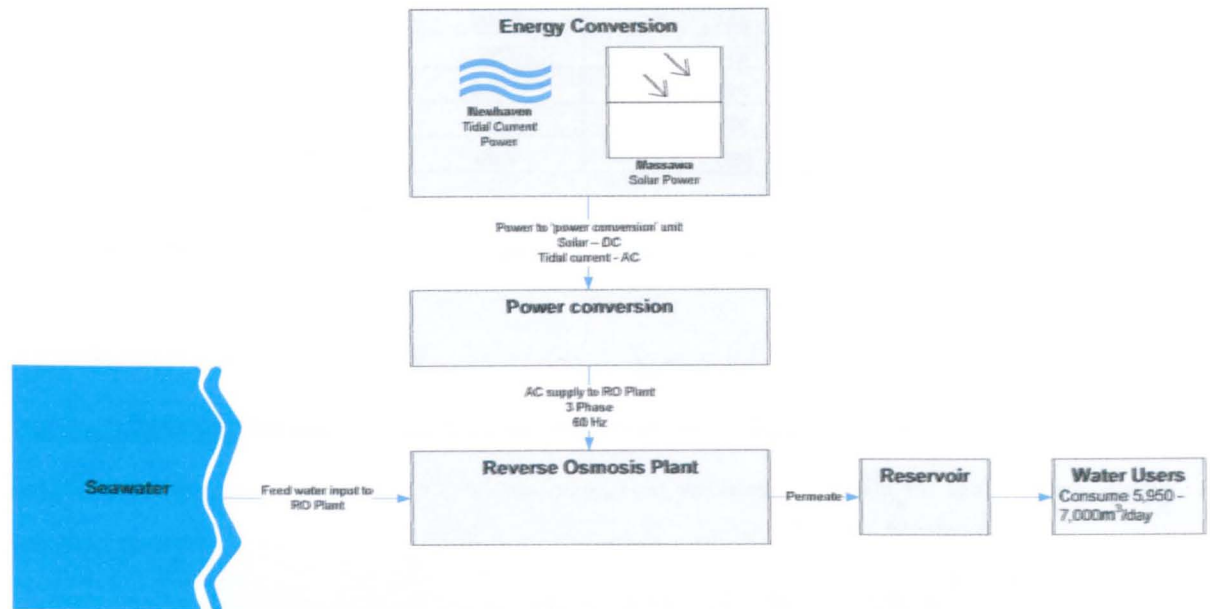 Energy Conversion
Newhaven
Tidal Current
Power
Massawa
Solar Power
Power to 'power conversion' unit
Solar – DC
Tidal current - AC
Power conversion
AC supply to RO Plant
3 Phase
60 Hz
Seawater
Feed water input to
RO Plant
Reverse Osmosis Plant
Permeate
Reservoir
Water Users
Consume 5,950 –
7,000m³/day